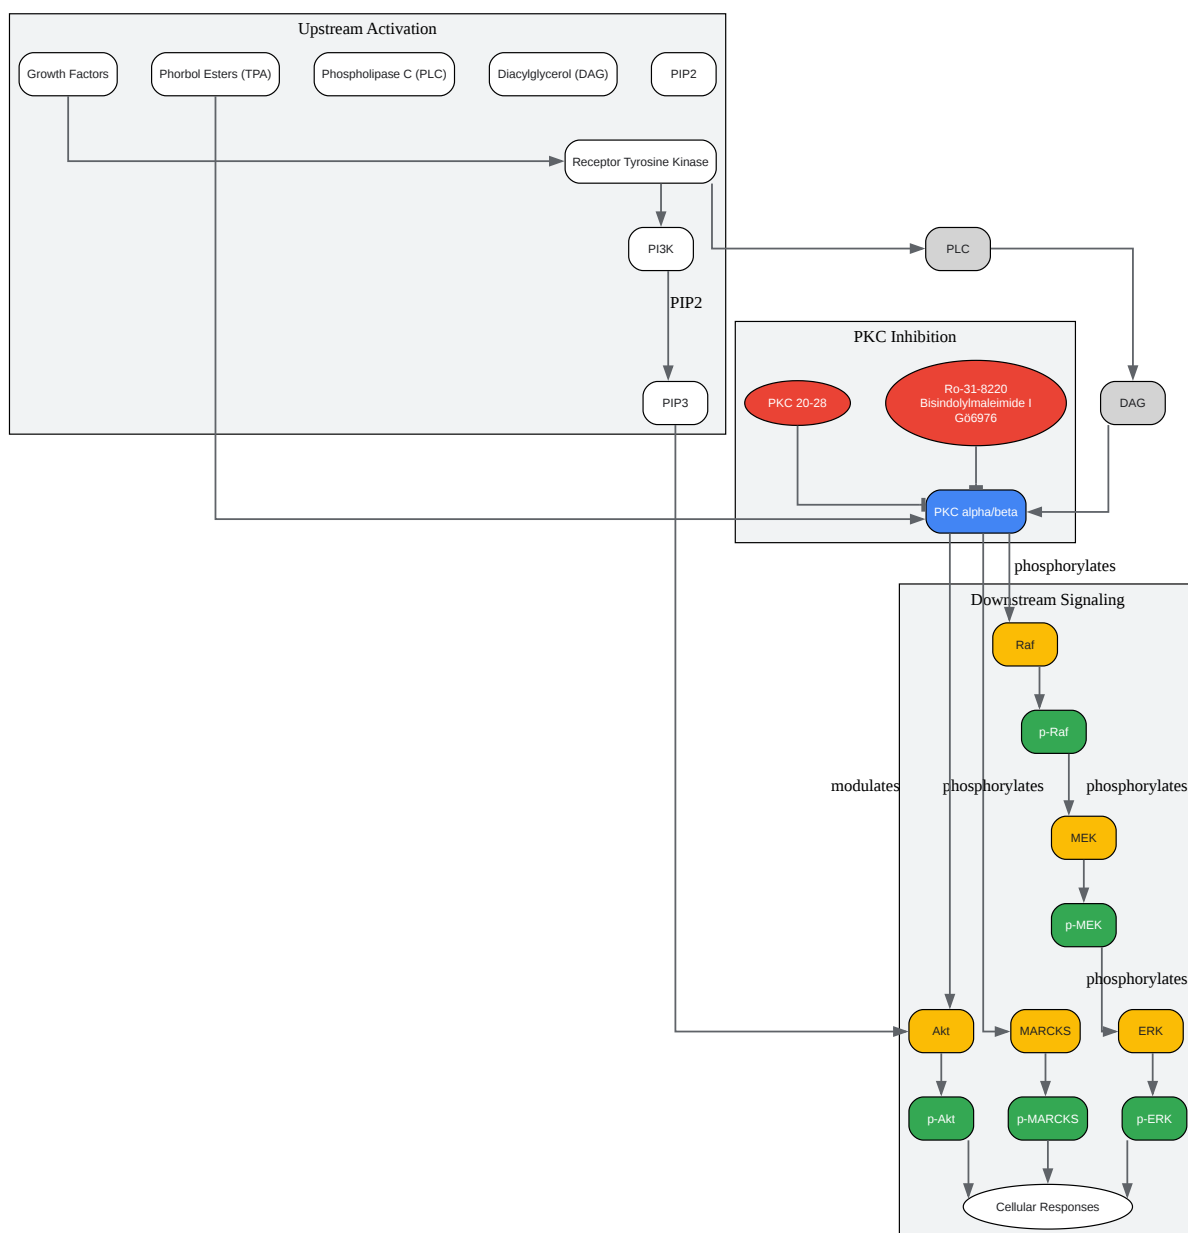 Upstream Activation
Growth Factors
Phorbol Esters (TPA)
Phospholipase C (PLC)
Diacylglycerol (DAG)
PIP2
Receptor Tyrosine Kinase
PI3K
PLC
PIP2
PKC Inhibition
PKC 20-28
Ro-31-8220
Bisindolylmaleimide I
Gö6976
PIP3
DAG
PKC alpha/beta
phosphorylates
Downstream Signaling
Raf
p-Raf
modulates
phosphorylates
phosphorylates
MEK
p-MEK
phosphorylates
Akt
MARCKS
ERK
p-Akt
p-MARCKS
p-ERK
Cellular Responses